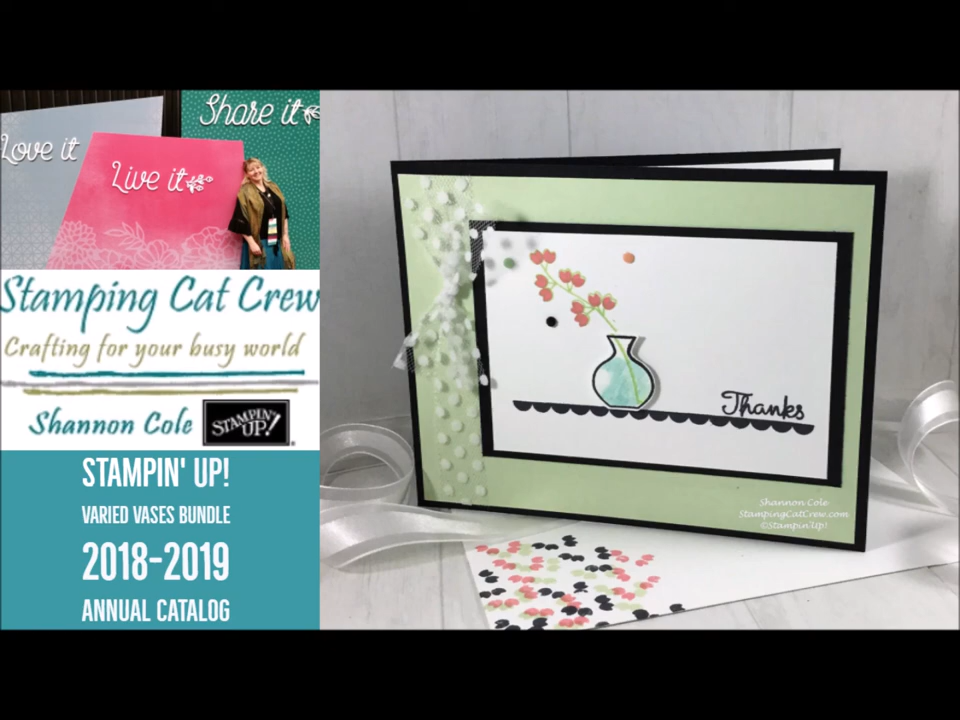 Share it
Love it
Live it
Stamping Cat Crew
Crafting for your busy world
Shannon Cole
STAMPIN' UP!
®
STAMPIN' UP!
VARIED VASES BUNDLE
2018-2019
ANNUAL CATALOG
Thanks
Shannon Cole
StampingCatCrew.com
©Stampin'Up!